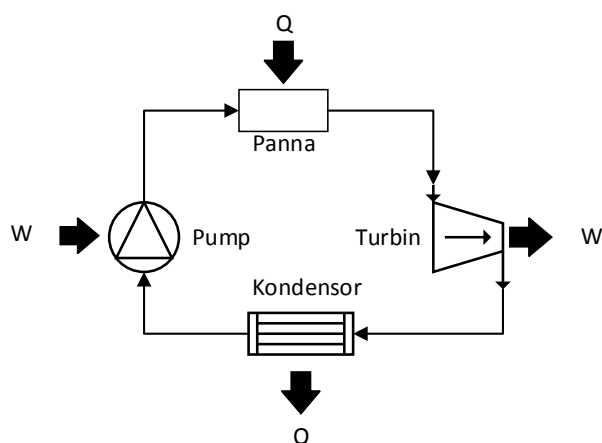 Q
Panna
W
Pump
Turbin
W
Kondensor
Q